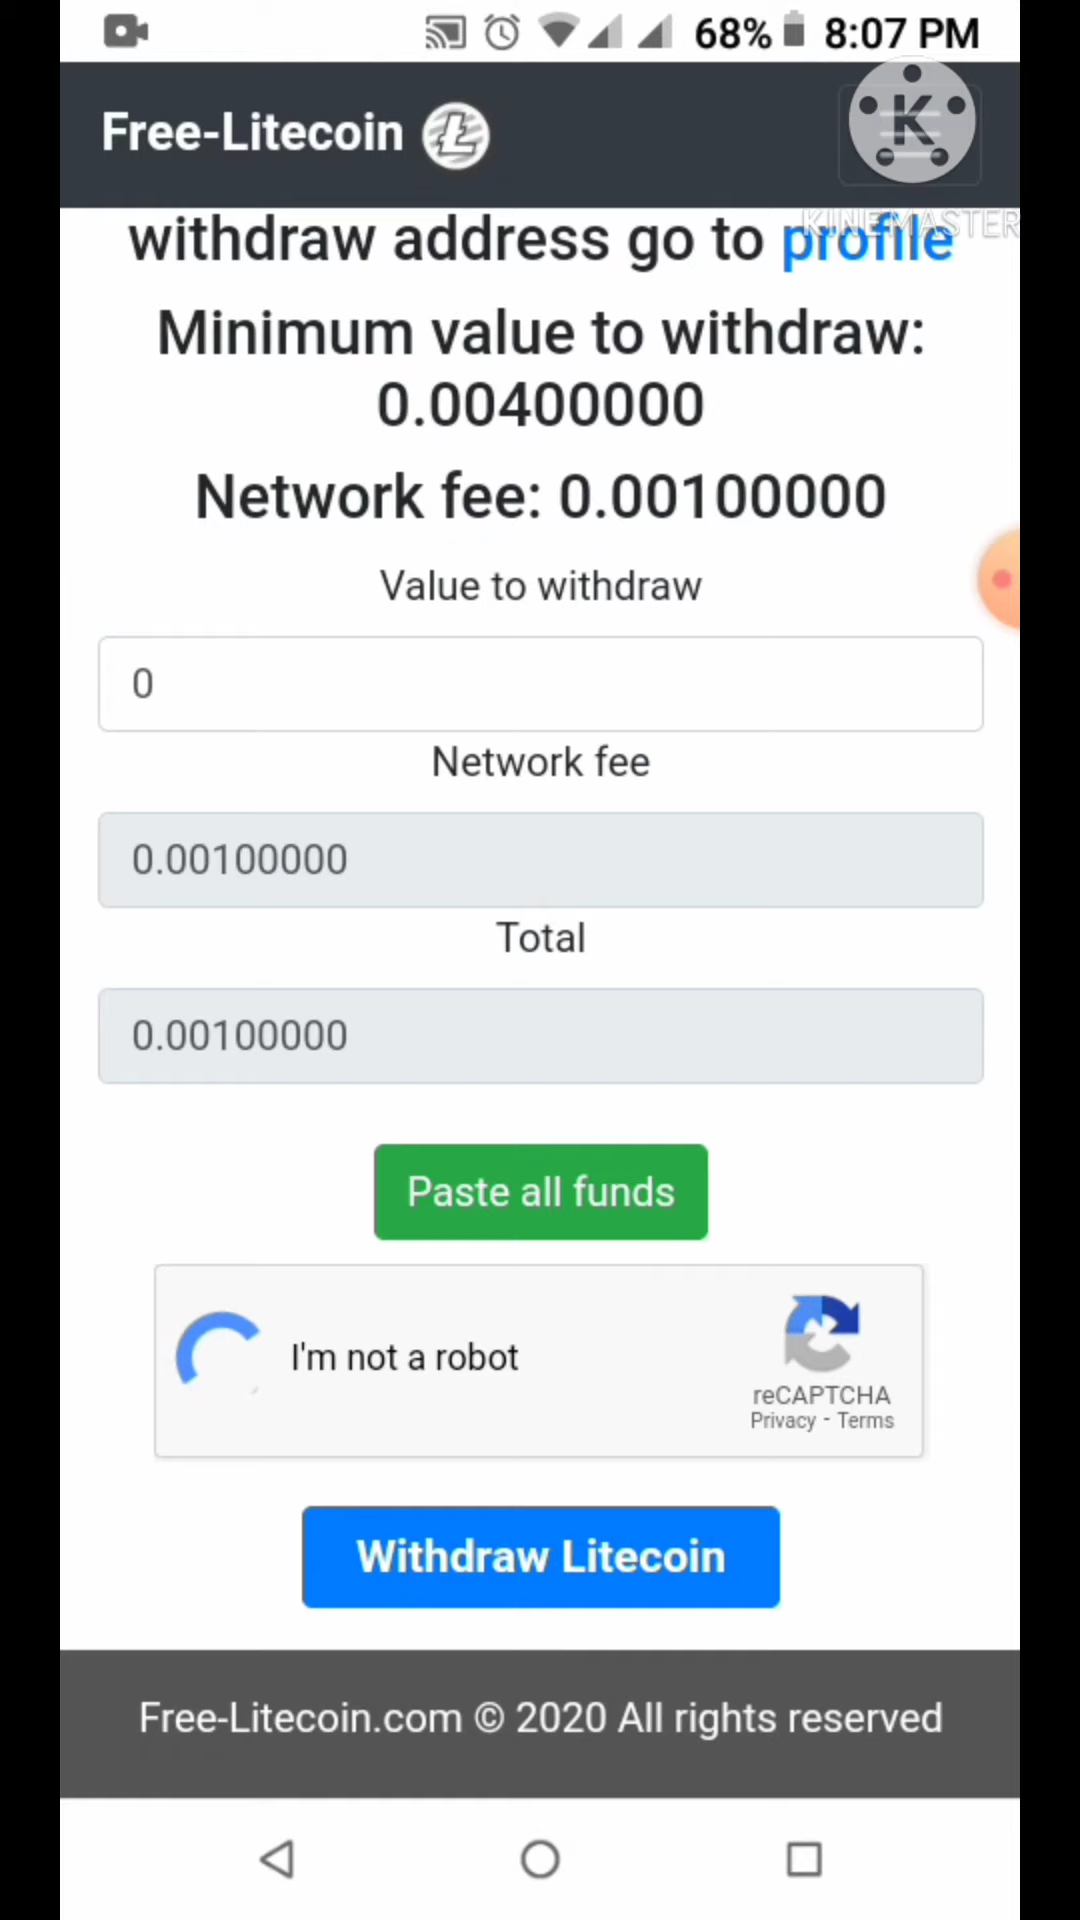 68% 8:07 PM
Free-Litecoin
K
KINEMASTER
withdraw address go to profile
Minimum value to withdraw:
0.00400000
Network fee: 0.00100000
Value to withdraw
0
Network fee
0.00100000
Total
0.00100000
Paste all funds
I'm not a robot
reCAPTCHA
Privacy - Terms
Withdraw Litecoin
Free-Litecoin.com © 2020 All rights reserved